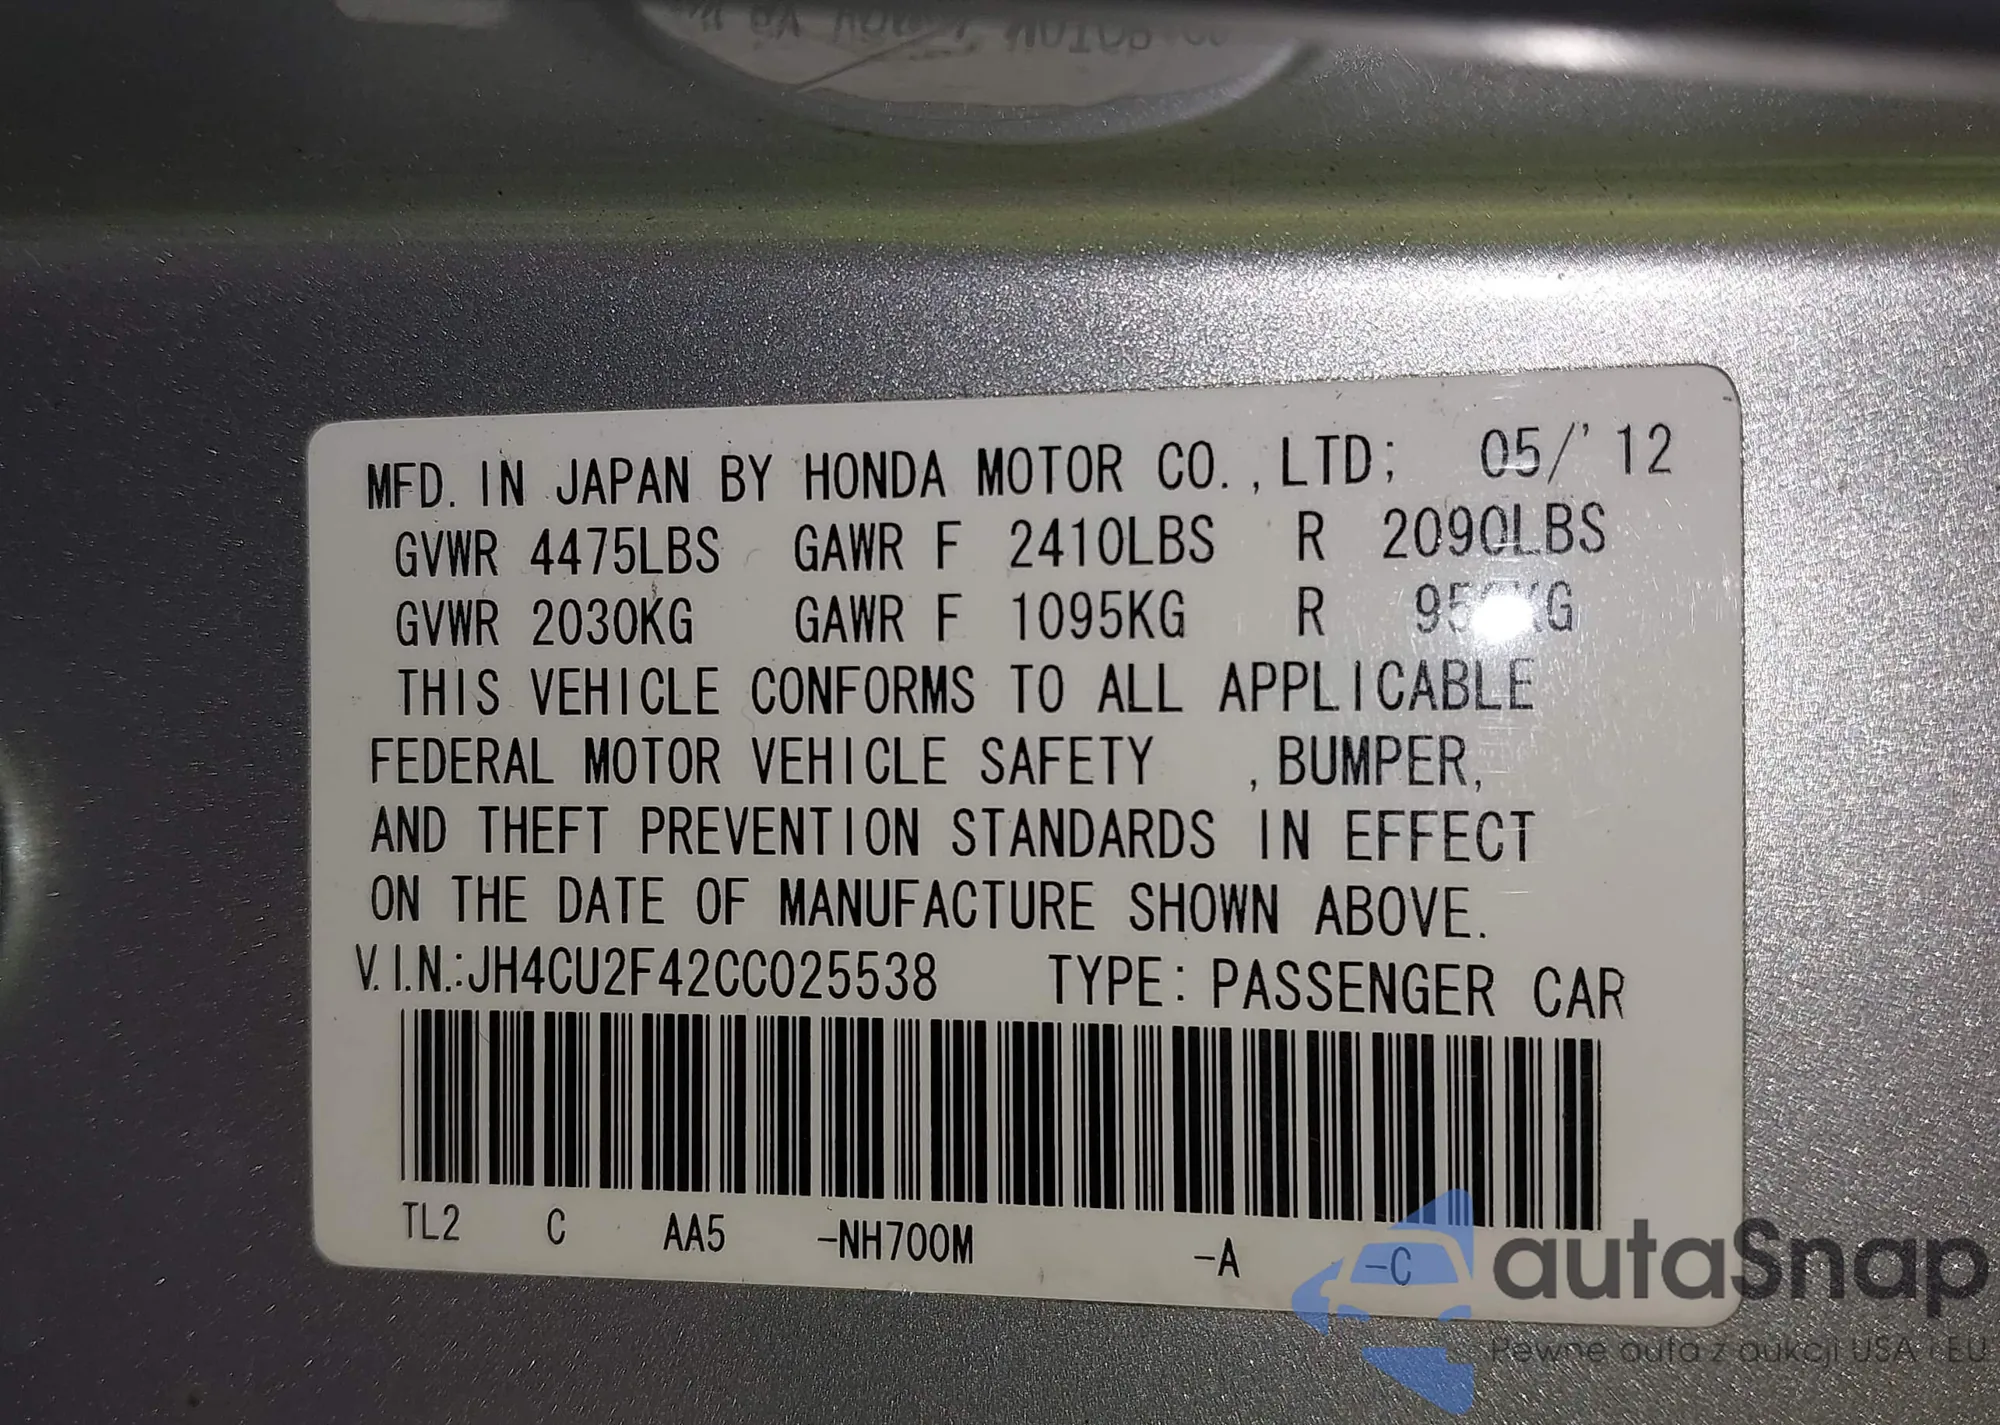 MFD. IN JAPAN BY HONDA MOTOR CO.,LTD; 05/'12
GVWR 4475LBS GAWR F 2410LBS R 2090LBS
GVWR 2030KG GAWR F 1095KG R
THIS VEHICLE CONFORMS TO ALL APPLICABLE
FEDERAL MOTOR VEHICLE SAFETY ,BUMPER,
AND THEFT PREVENTION STANDARDS IN EFFECT
ON THE DATE OF MANUFACTURE SHOWN ABOVE.
V.I.N.:JH4CU2F42CC025538 TYPE: PASSENGER CAR
TL2 C AA5 -NH700M -A -C
autaSnap
Pewne auta z aukcji USA i EU